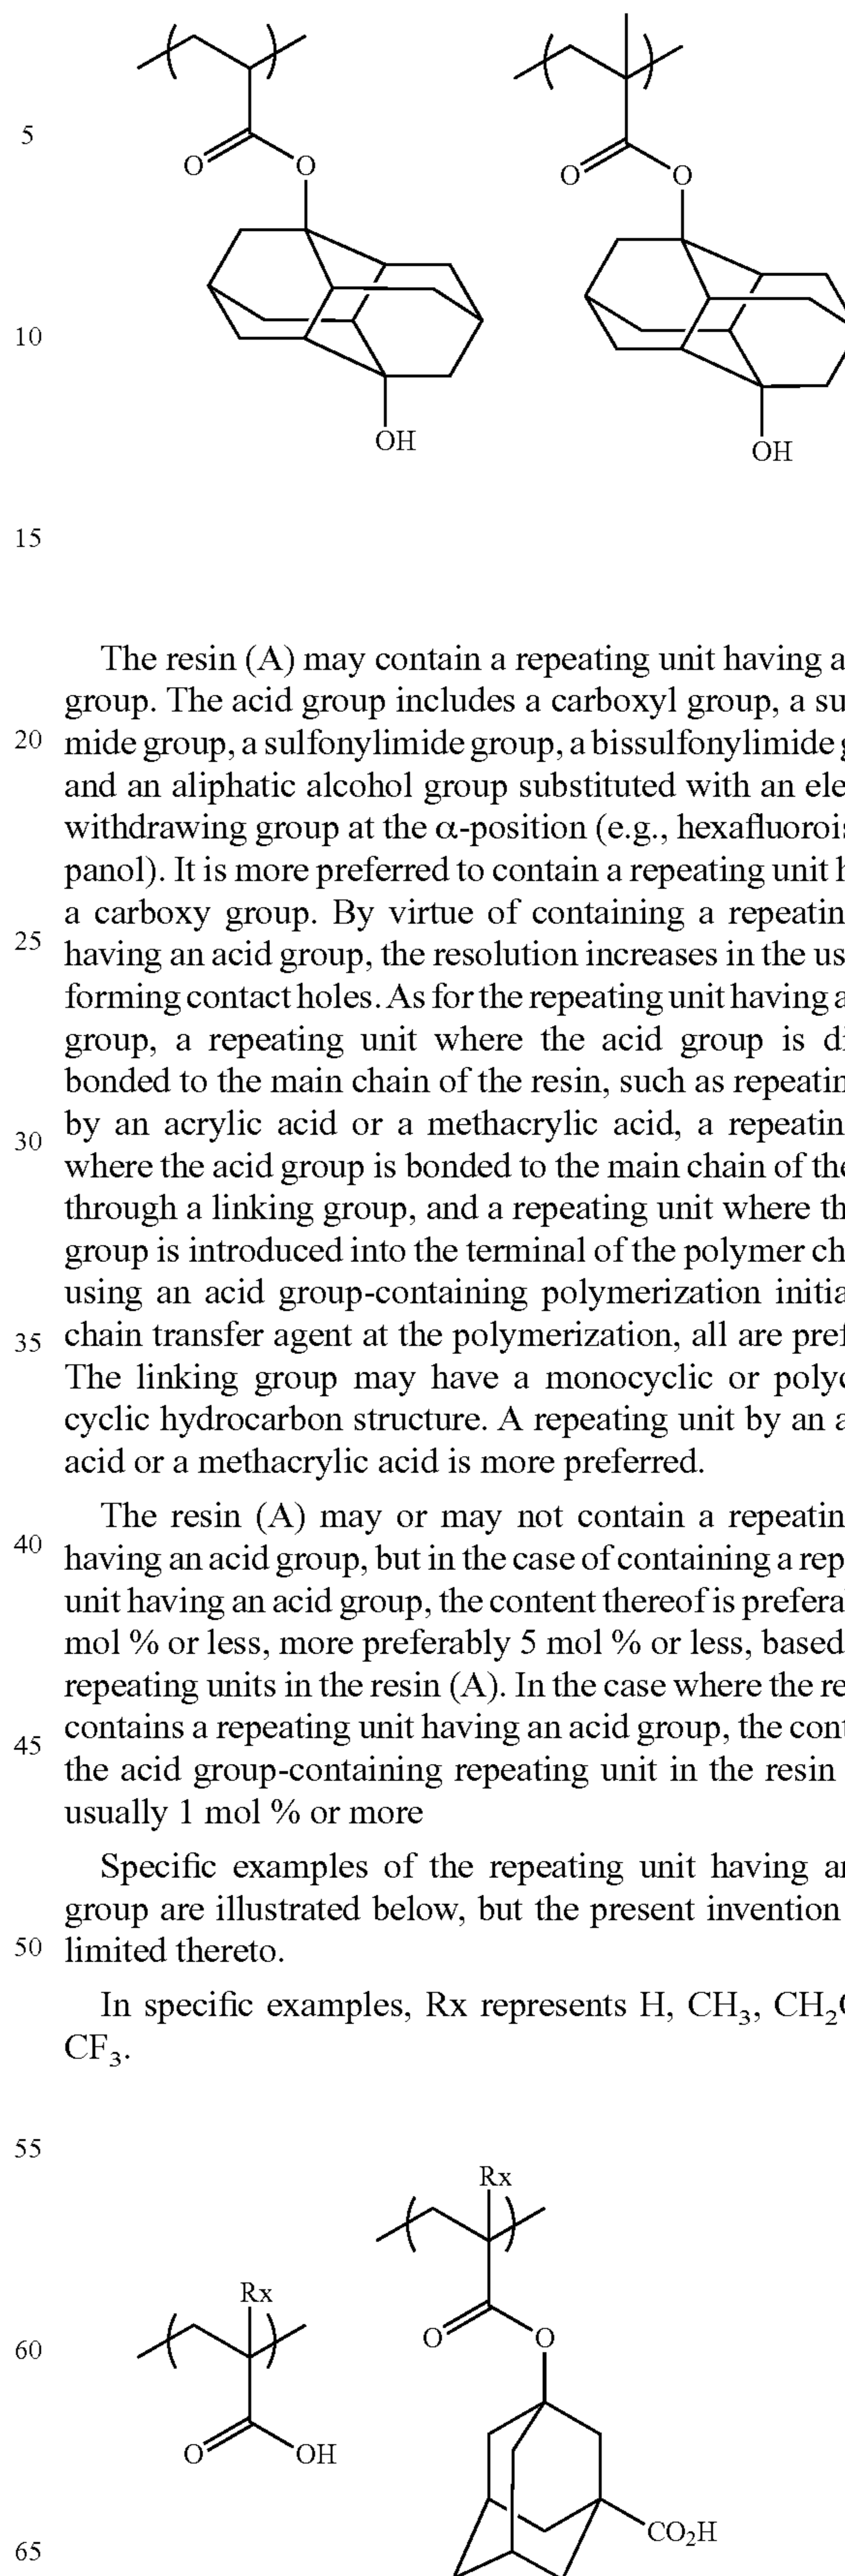 O O O O
5
10
OH OH
15
The resin (A) may contain a repeating unit having a
group. The acid group includes a carboxyl group, a su
20 mide group, a sulfonylimide group, a bissulfonylimide g
and an aliphatic alcohol group substituted with an ele
withdrawing group at the α-position (e.g., hexafluorois
panol). It is more preferred to contain a repeating unit h
a carboxy group. By virtue of containing a repeatin
25 having an acid group, the resolution increases in the us
forming contact holes. As for the repeating unit having a
group, a repeating unit where the acid group is di
bonded to the main chain of the resin, such as repeatin
30 by an acrylic acid or a methacrylic acid, a repeatin
where the acid group is bonded to the main chain of the
through a linking group, and a repeating unit where th
group is introduced into the terminal of the polymer ch
using an acid group-containing polymerization initia
35 chain transfer agent at the polymerization, all are pref
The linking group may have a monocyclic or polyc
cyclic hydrocarbon structure. A repeating unit by an a
acid or a methacrylic acid is more preferred.
The resin (A) may or may not contain a repeatin
40 having an acid group, but in the case of containing a rep
unit having an acid group, the content thereof is prefera
mol % or less, more preferably 5 mol % or less, based
repeating units in the resin (A). In the case where the re
45 contains a repeating unit having an acid group, the cont
the acid group-containing repeating unit in the resin
usually 1 mol % or more
Specific examples of the repeating unit having a
group are illustrated below, but the present invention
50 limited thereto.
In specific examples, Rx represents H, CH₃, CH₂
CF₃.
55
Rx
Rx
60
O O
O OH
CO₂H
65